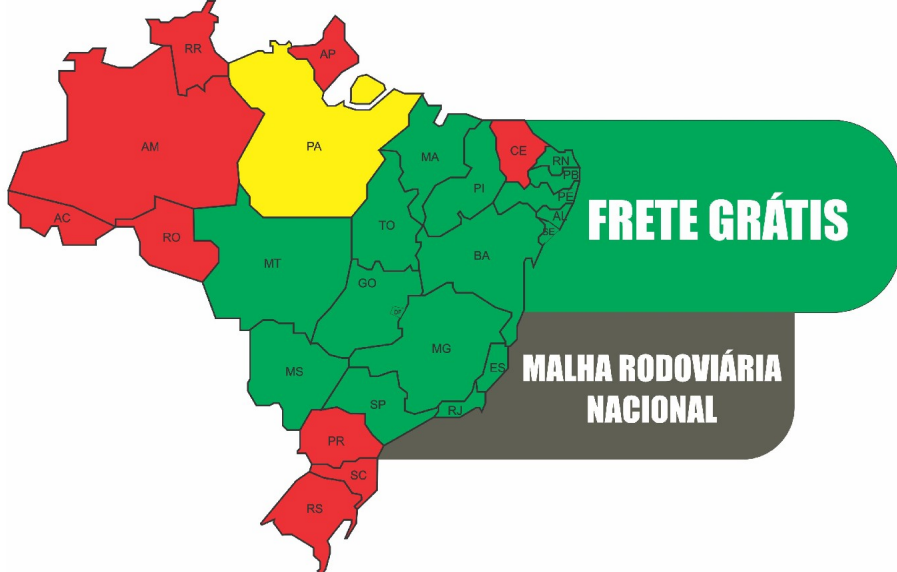 RR
AP
AM
PA
MA
CE
RN
PB
PI
PE
AC
AL
TO
SE
RO
FRETE GRÁTIS
BA
MT
GO
DF
MG
MALHA RODOVIÁRIA
NACIONAL
ES
MS
SP
RJ
PR
SC
RS